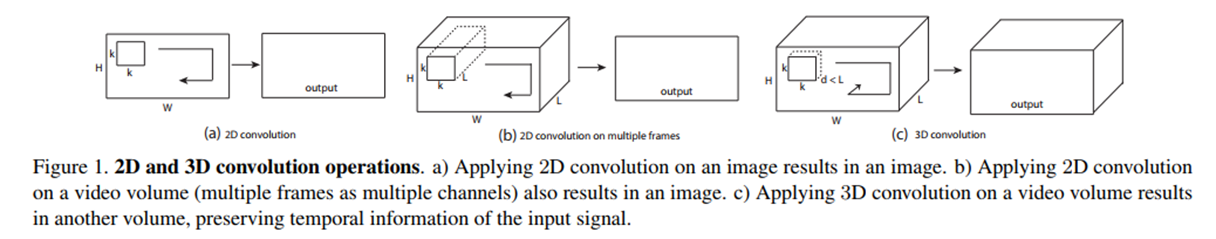 k
k
H
W
output
(a) 2D convolution
k
k
L
H
L
W
output
(b) 2D convolution on multiple frames
k
k
d < L
H
L
W
output
(c) 3D convolution
Figure 1. 2D and 3D convolution operations. a) Applying 2D convolution on an image results in an image. b) Applying 2D convolution
on a video volume (multiple frames as multiple channels) also results in an image. c) Applying 3D convolution on a video volume results
in another volume, preserving temporal information of the input signal.